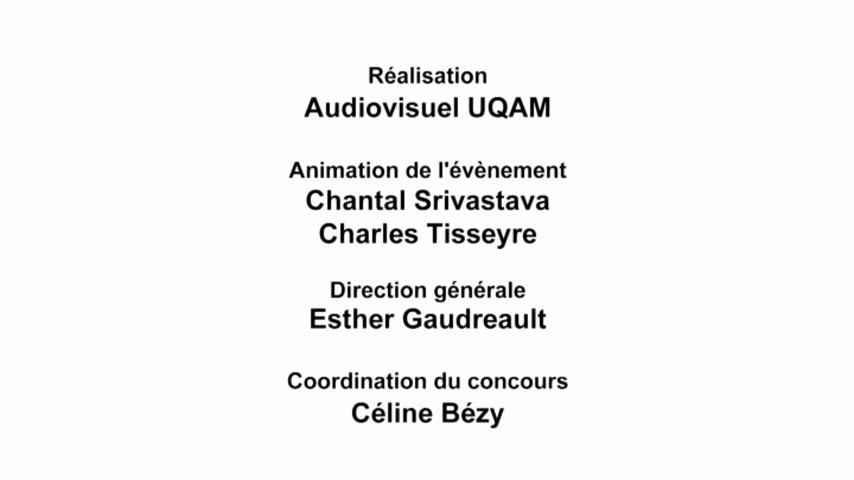 Réalisation
Audiovisuel UQAM
Animation de l'évènement
Chantal Srivastava
Charles Tisseyre
Direction générale
Esther Gaudreault
Coordination du concours
Céline Bézy